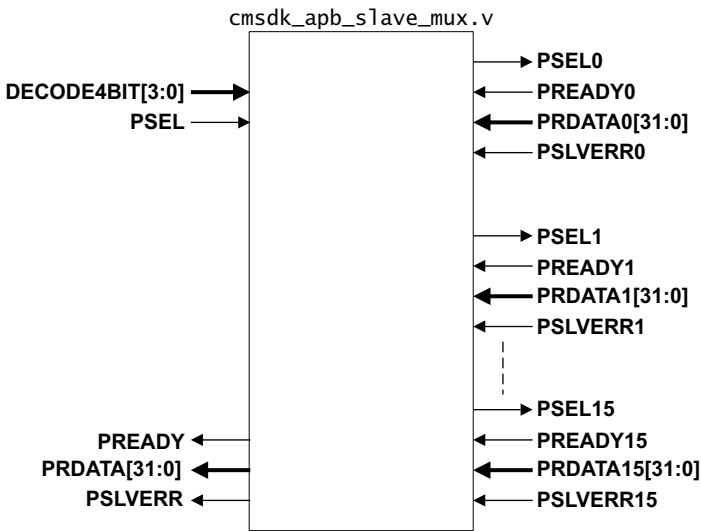 cmsdk_apb_slave_mux.v
DECODE4BIT[3:0]
PSEL
PREADY
PRDATA[31:0]
PSLVERR
PSEL0
PREADY0
PRDATA0[31:0]
PSLVERR0
PSEL1
PREADY1
PRDATA1[31:0]
PSLVERR1
PSEL15
PREADY15
PRDATA15[31:0]
PSLVERR15